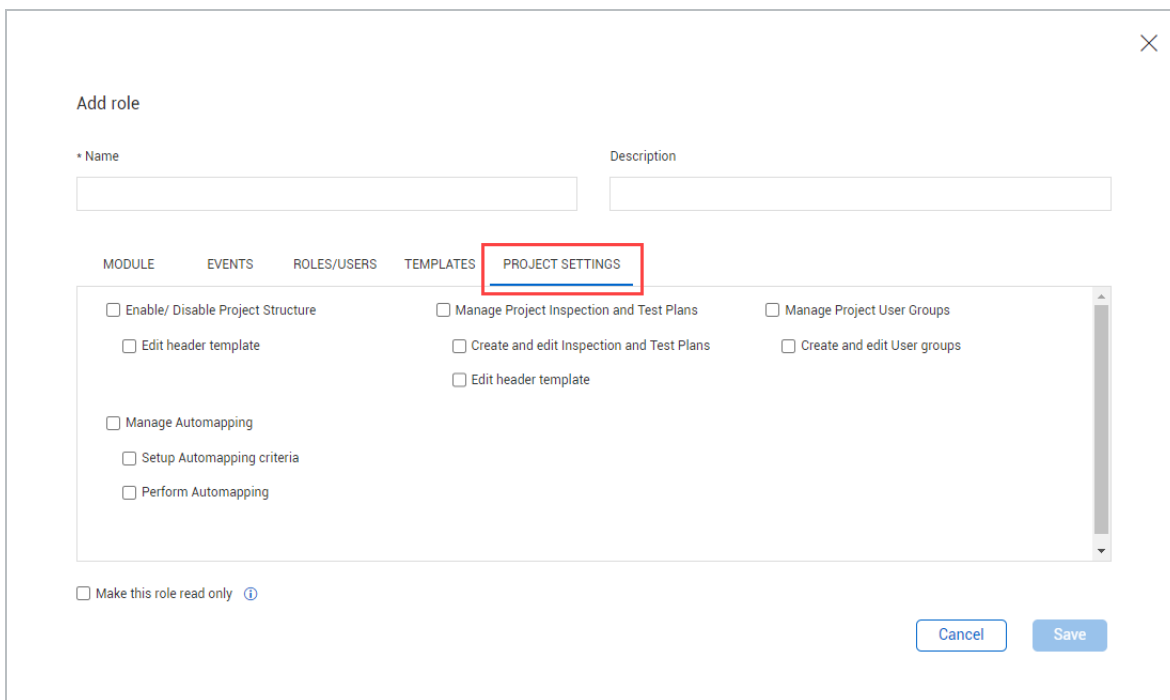 Add role
* Name
Description
MODULE EVENTS ROLES/USERS TEMPLATES PROJECT SETTINGS
Enable/ Disable Project Structure
Edit header template
Manage Project Inspection and Test Plans
Create and edit Inspection and Test Plans
Edit header template
Manage Project User Groups
Create and edit User groups
Manage Automapping
Setup Automapping criteria
Perform Automapping
Make this role read only
Cancel
Save